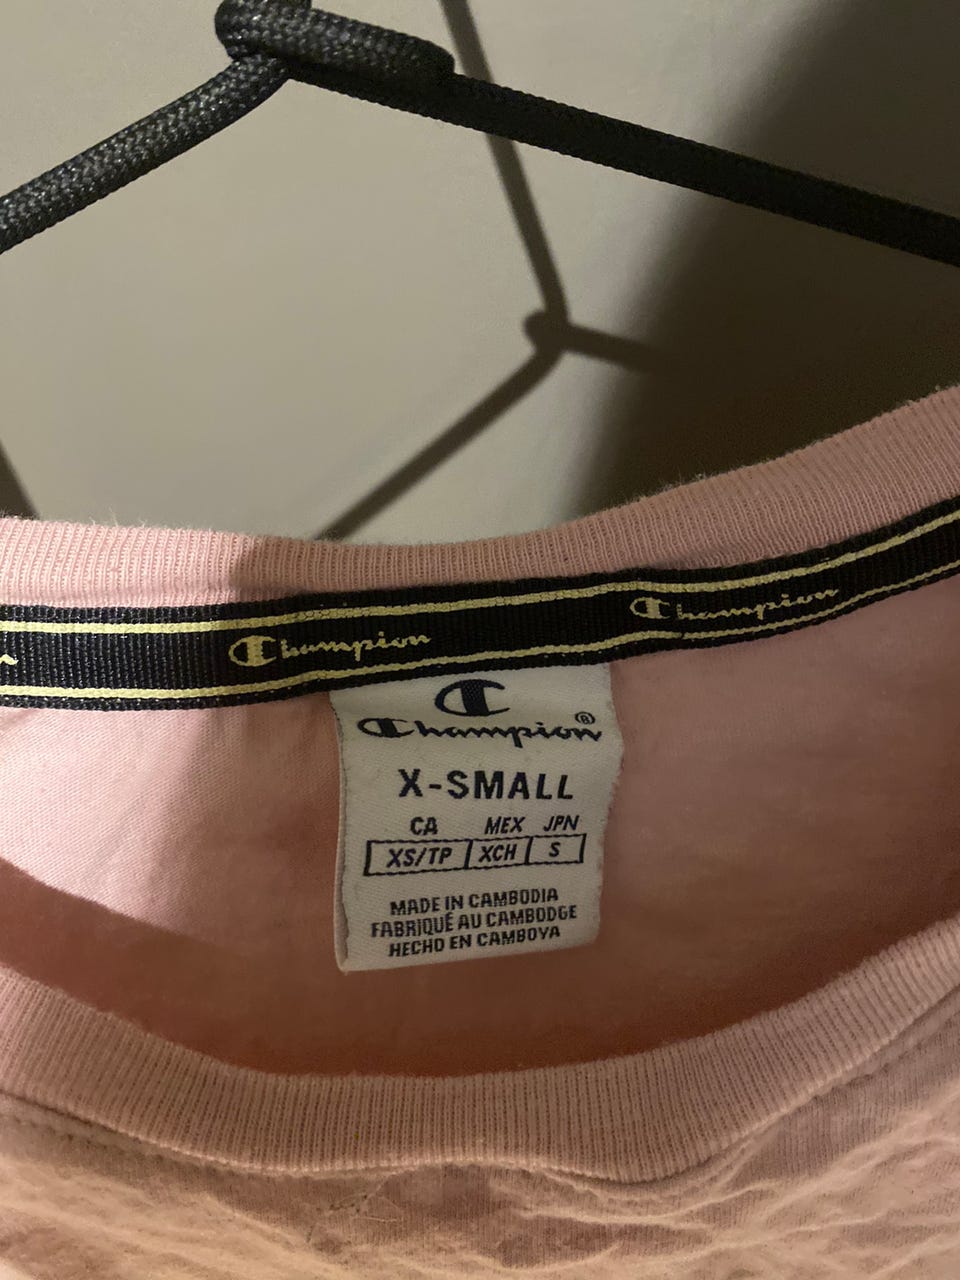 Champion
Champion
Champion®
X-SMALL
CA MEX JPN
XS/TP XCH S
MADE IN CAMBODIA
FABRIQUÉ AU CAMBODGE
HECHO EN CAMBOYA